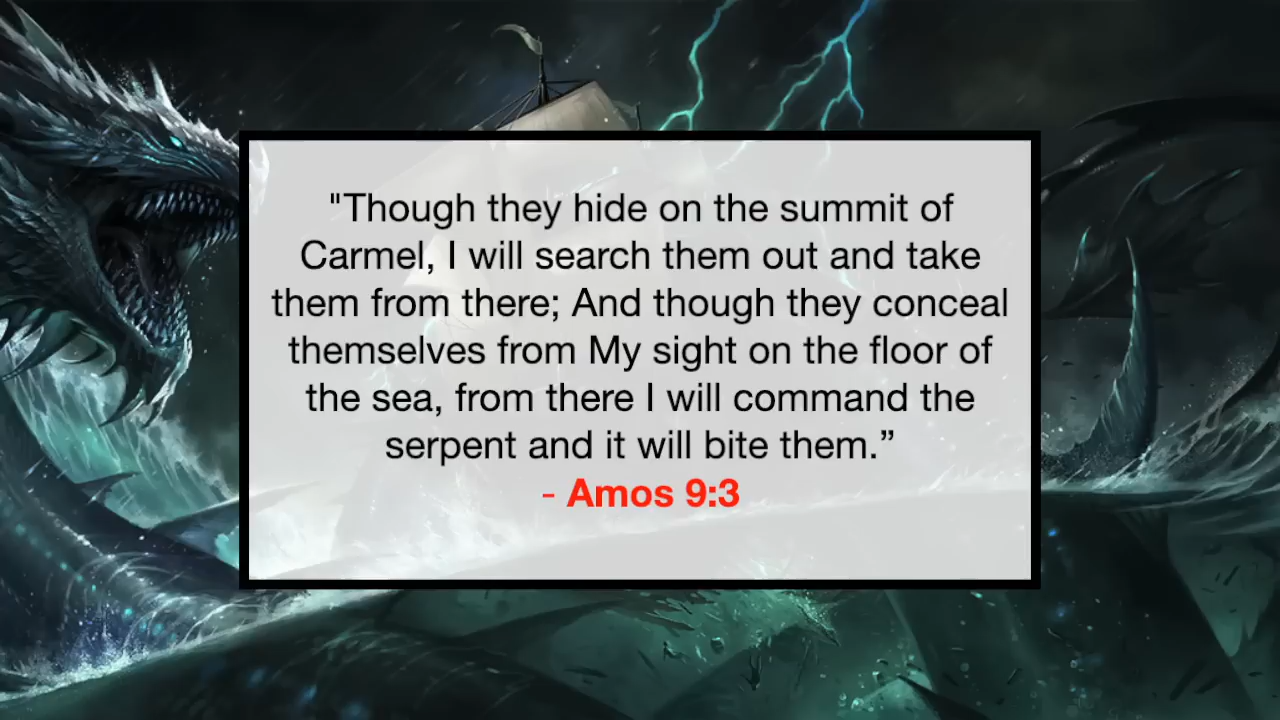 "Though they hide on the summit of
Carmel, I will search them out and take
them from there; And though they conceal
themselves from My sight on the floor of
the sea, from there I will command the
serpent and it will bite them.”
- Amos 9:3